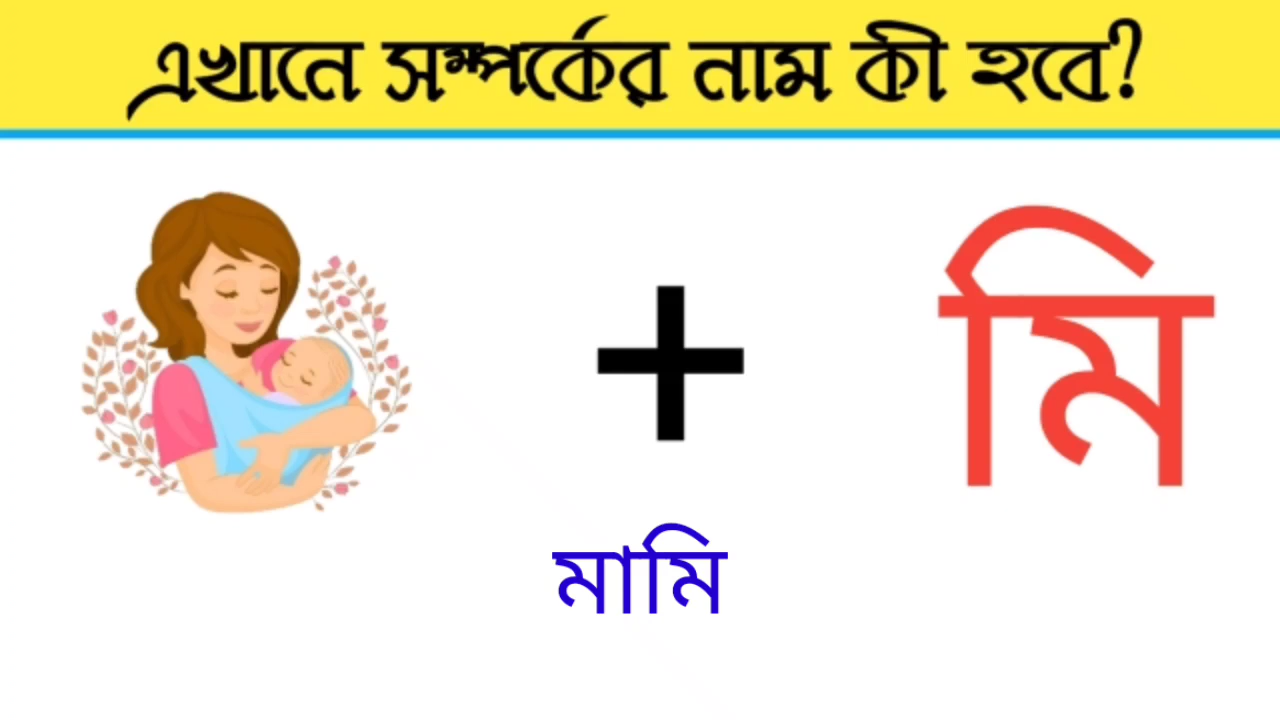 এখানে সম্পর্কের নাম কী হবে?
+ মি
মামি